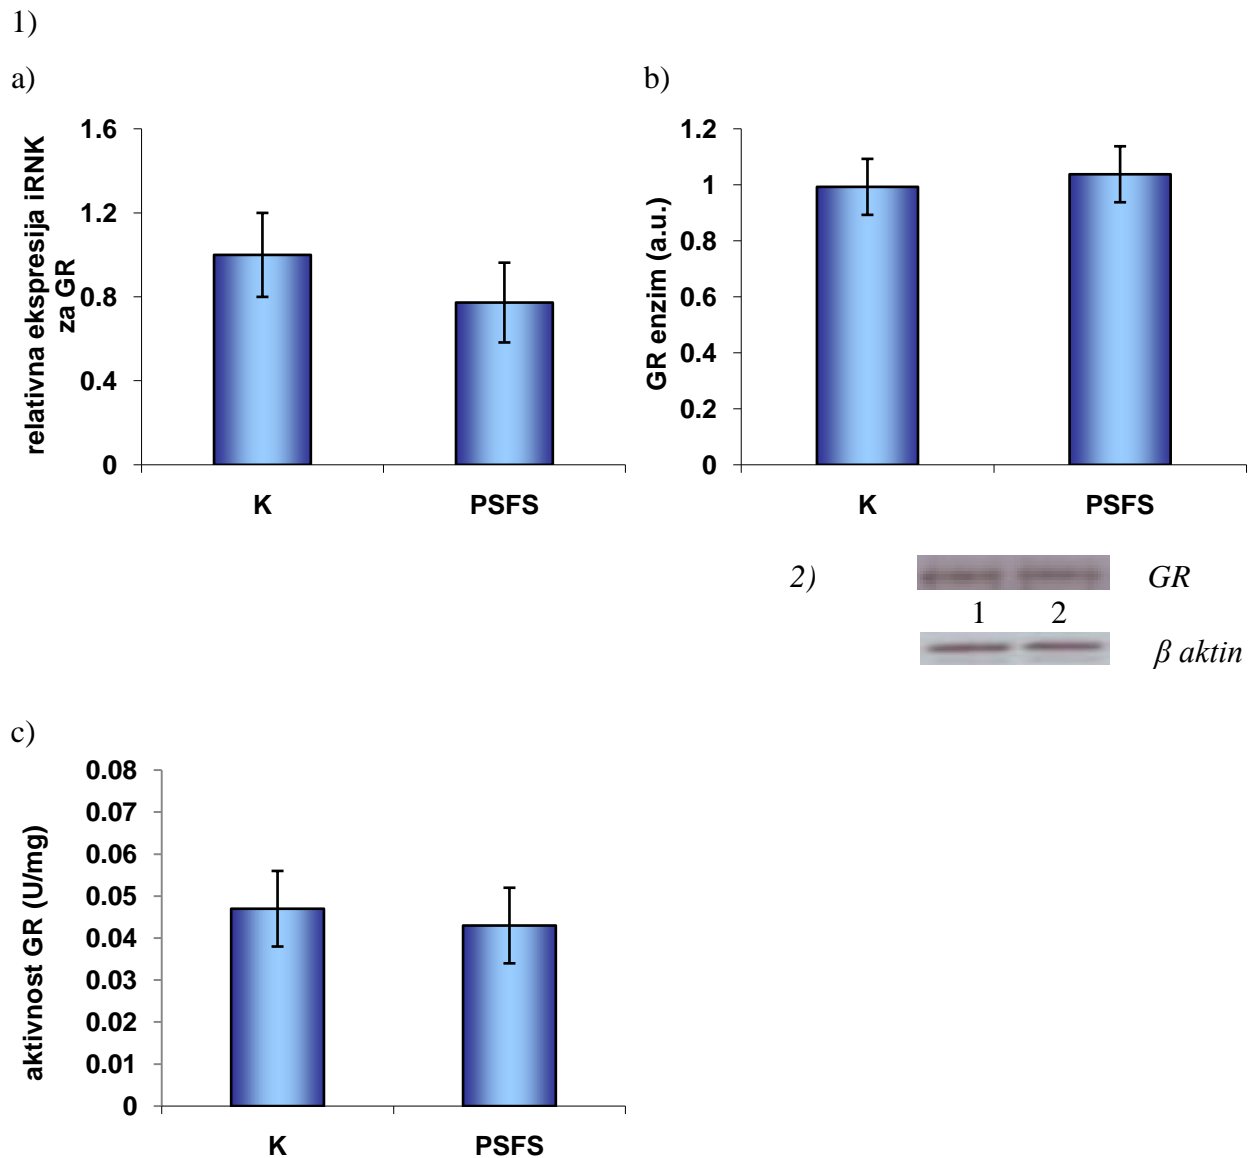 1)
a)
relativna ekspresija iRNK
za GR
1.6
1.2
0.8
0.4
0
K PSFS
b)
GR enzim (a.u.)
1.2
1
0.8
0.6
0.4
0.2
0
K PSFS
2)
GR
1 2
β aktin
c)
aktivnost GR (U/mg)
0.08
0.07
0.06
0.05
0.04
0.03
0.02
0.01
0
K PSFS